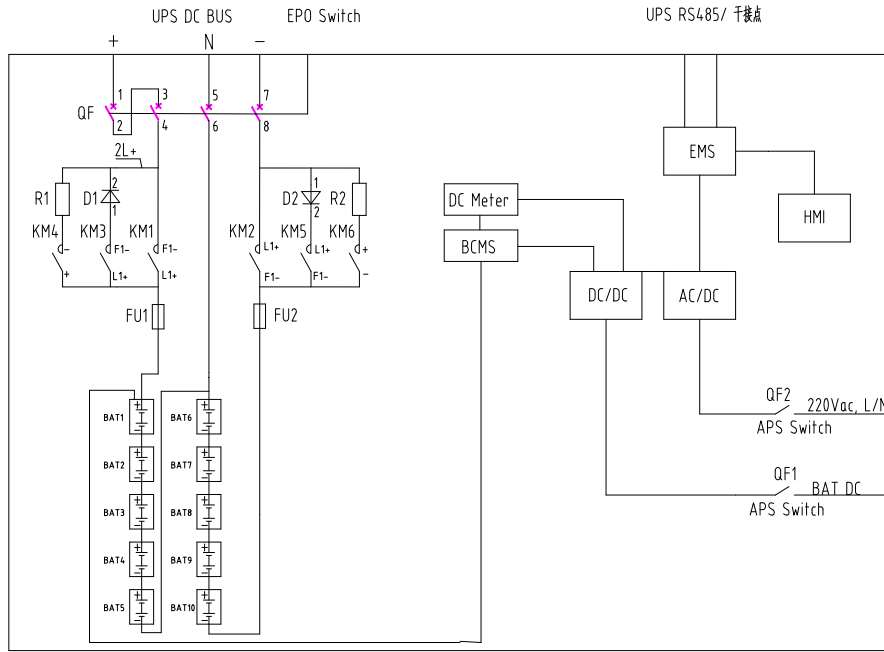 UPS DC BUS
EPO Switch
UPS RS485/ 干接点
+
N
-
QF
1
2
3
4
5
6
7
8
2L+
R1
D1
2
1
KM4
-
+
KM3
F1-
L1+
KM1
F1-
L1+
KM2
L1+
F1-
D2
1
2
R2
KM5
L1+
F1-
KM6
+
-
FU1
FU2
DC Meter
BCMS
EMS
HMI
DC/DC
AC/DC
QF2
220Vac, L/N
APS Switch
QF1
BAT DC
APS Switch
BAT1
+
-
BAT6
+
-
BAT2
+
-
BAT7
+
-
BAT3
+
-
BAT8
+
-
BAT4
+
-
BAT9
+
-
BAT5
+
-
BAT10
+
-